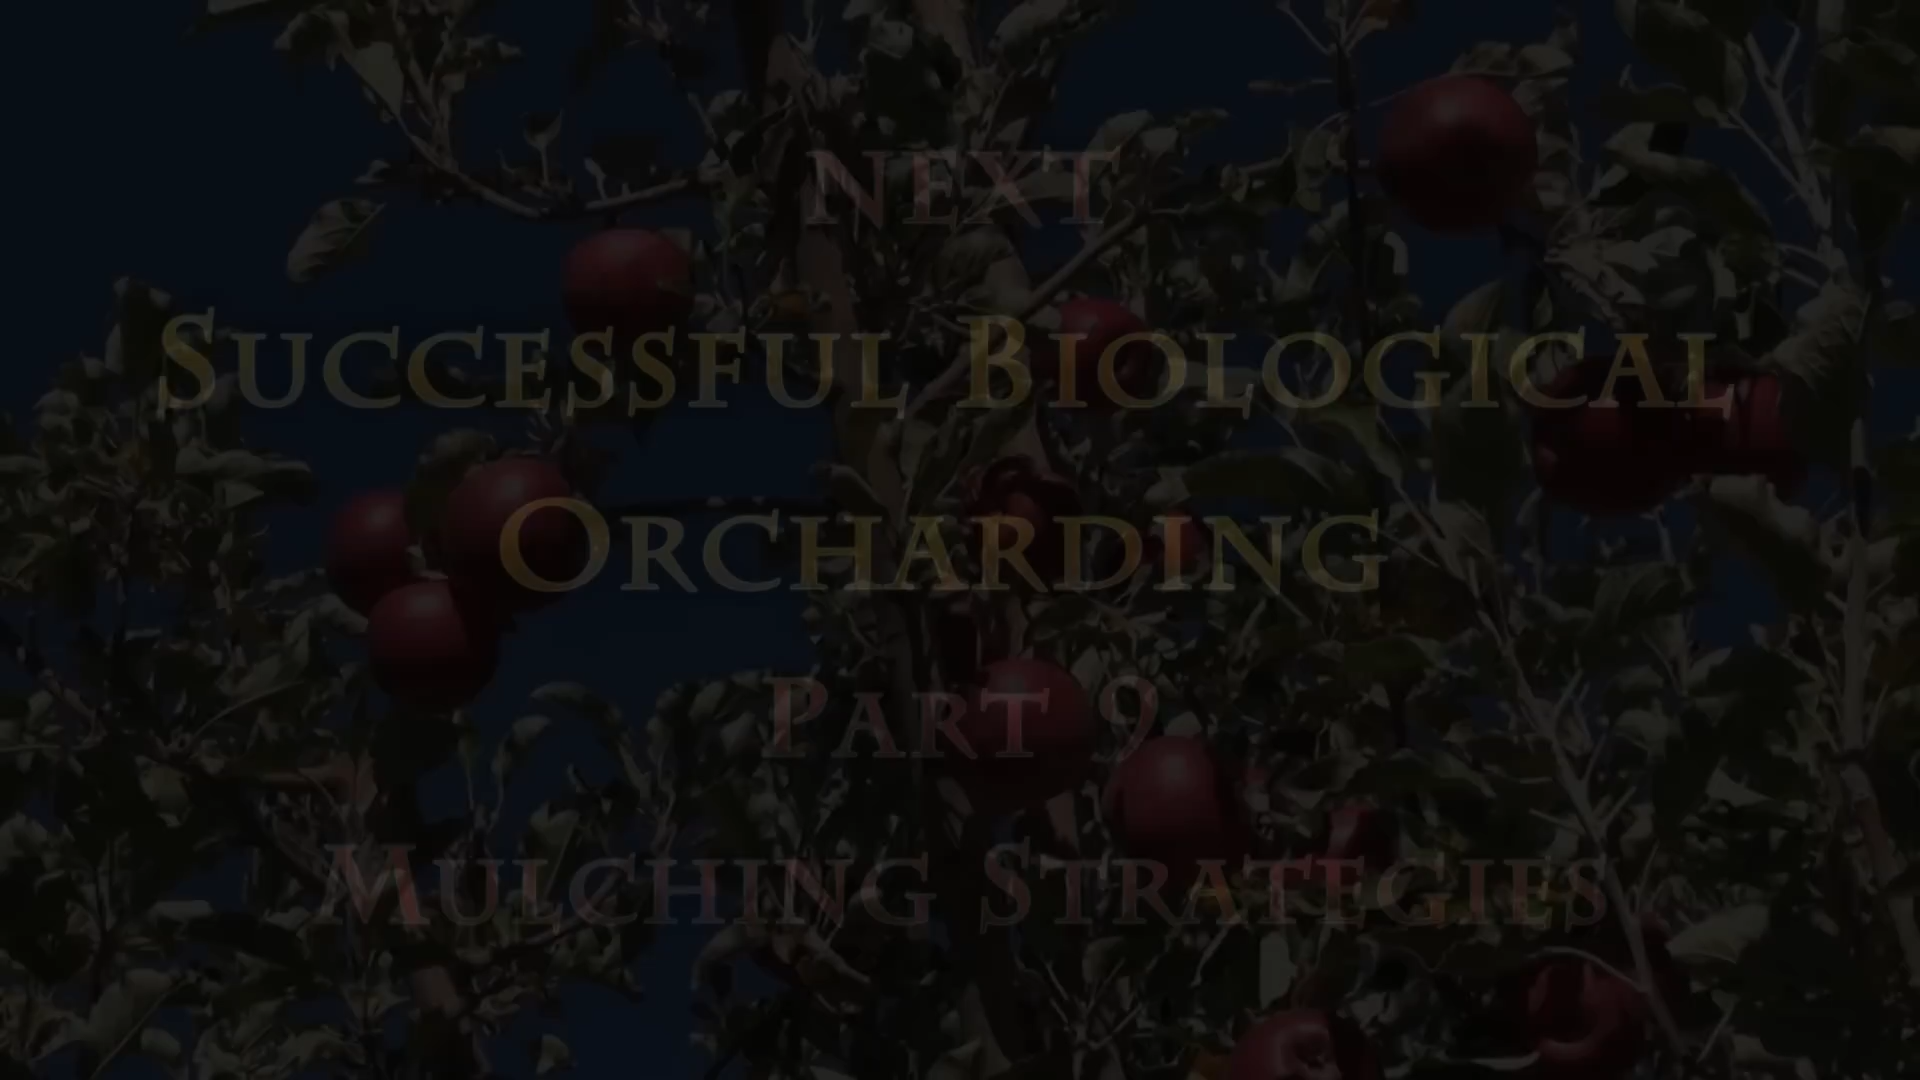 Next
Successful Biological
Orcharding
Part 9
Mulching Strategies